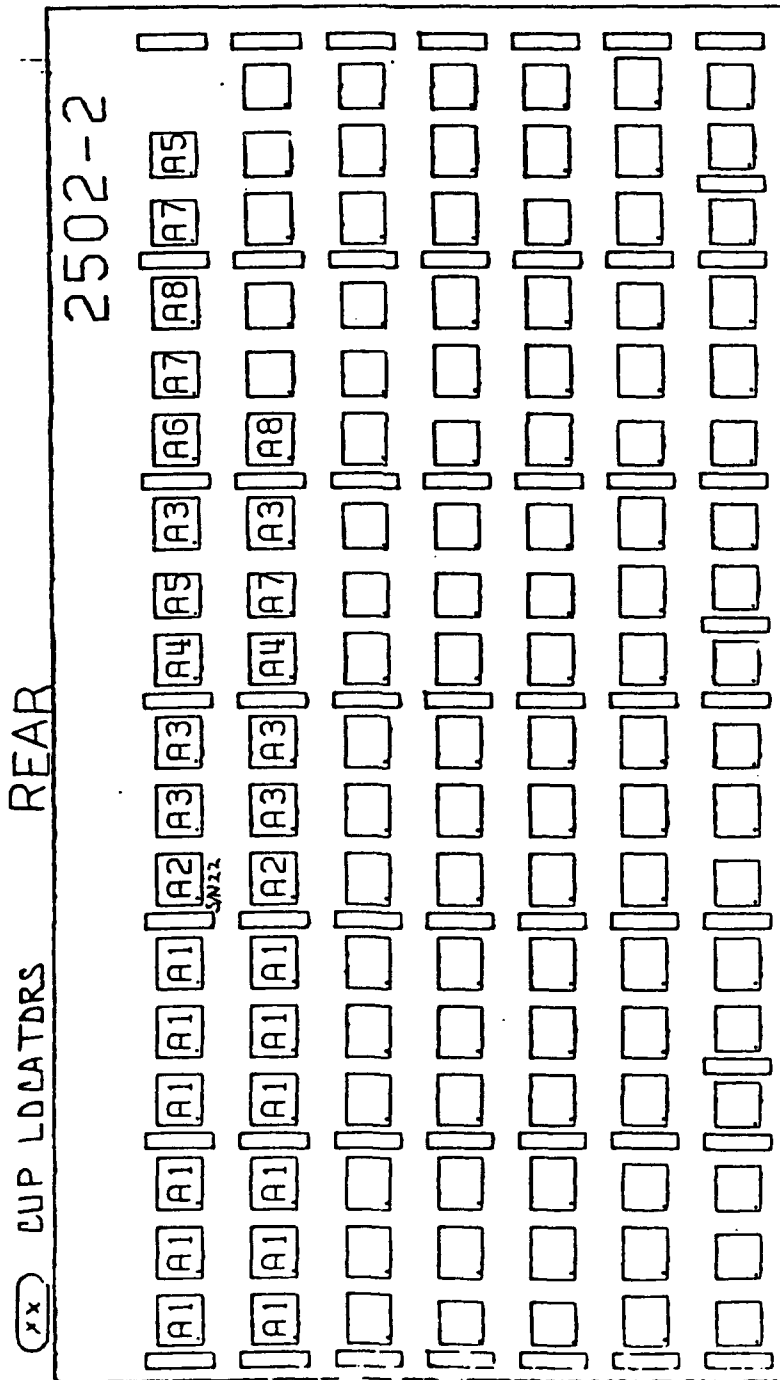 (xx) CUP LOCATORS
REAR
2502-2
A1 A1 A1 A1 A1 A1 A2 A3 A3 A4 A5 A3 A6 A7 A8 A7 A5
S/N22
A1 A1 A1 A1 A1 A1 A2 A3 A3 A4 A7 A3 A8